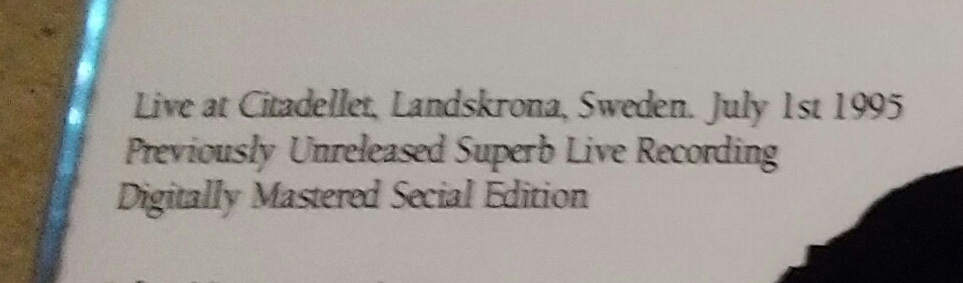 Live at Citadellet, Landskrona, Sweden. July 1st 1995
Previously Unreleased Superb Live Recording
Digitally Mastered Secial Edition